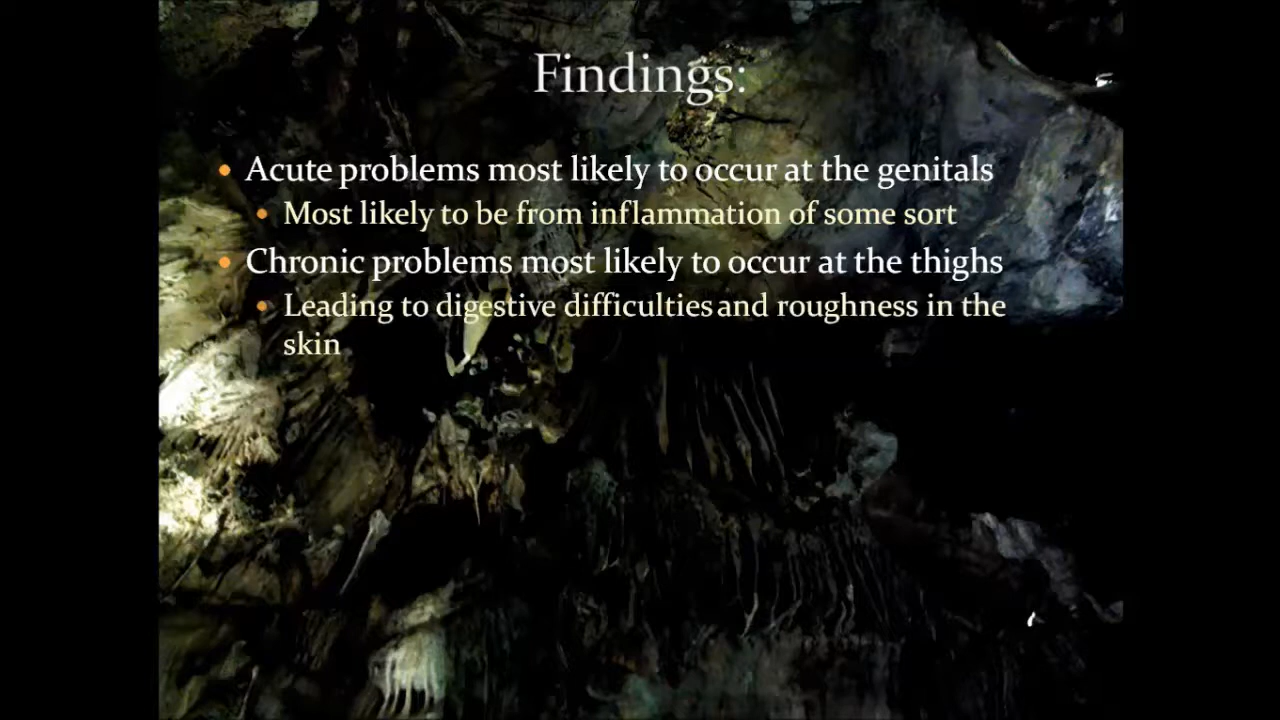 Findings:
Acute problems most likely to occur at the genitals
Most likely to be from inflammation of some sort
Chronic problems most likely to occur at the thighs
Leading to digestive difficulties and roughness in the
skin